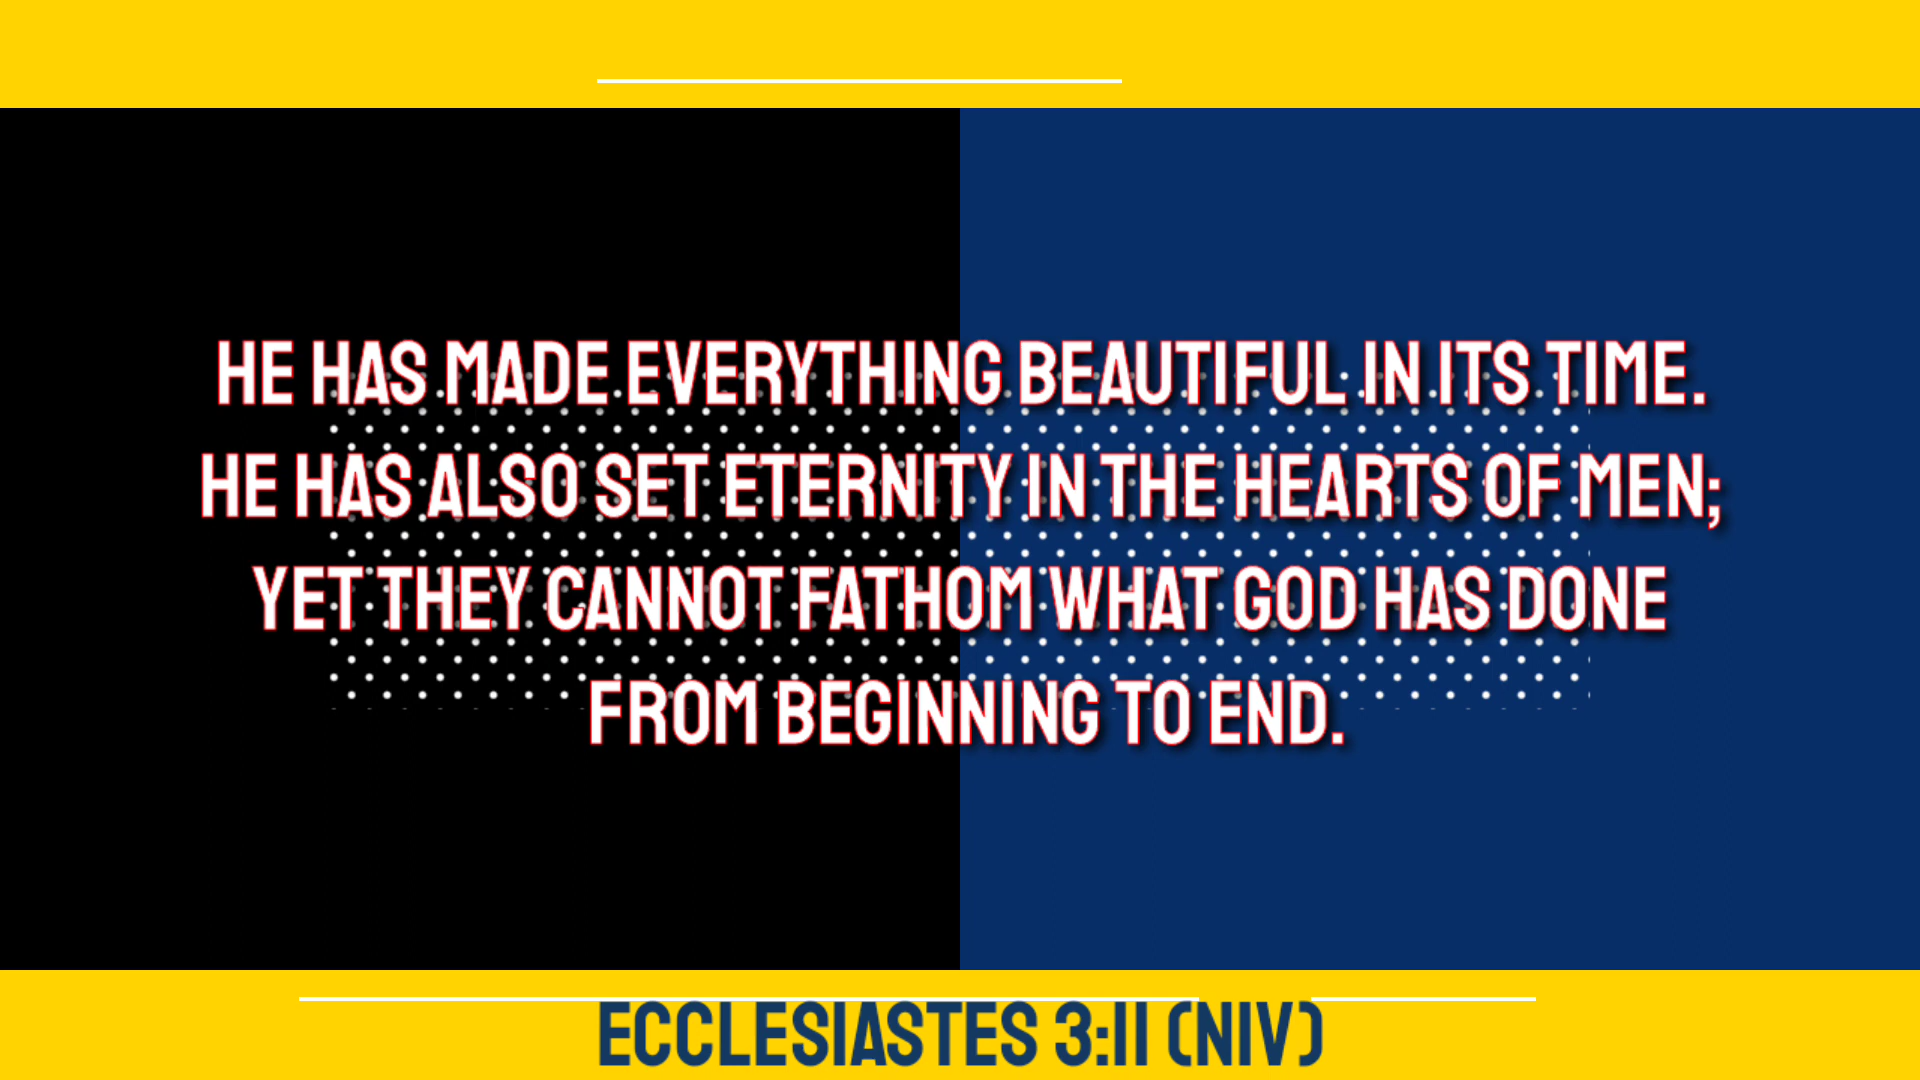 HE HAS MADE EVERYTHING BEAUTIFUL IN ITS TIME.
HE HAS ALSO SET ETERNITY IN THE HEARTS OF MEN;
YET THEY CANNOT FATHOM WHAT GOD HAS DONE
FROM BEGINNING TO END.
ECCLESIASTES 3:11 (NIV)